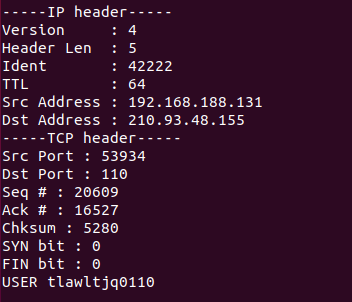 -----IP header-----
Version     : 4
Header Len  : 5
Ident       : 42222
TTL         : 64
Src Address : 192.168.188.131
Dst Address : 210.93.48.155
-----TCP header-----
Src Port : 53934
Dst Port : 110
Seq # : 20609
Ack # : 16527
Chksum : 5280
SYN bit : 0
FIN bit : 0
USER tlawltjq0110